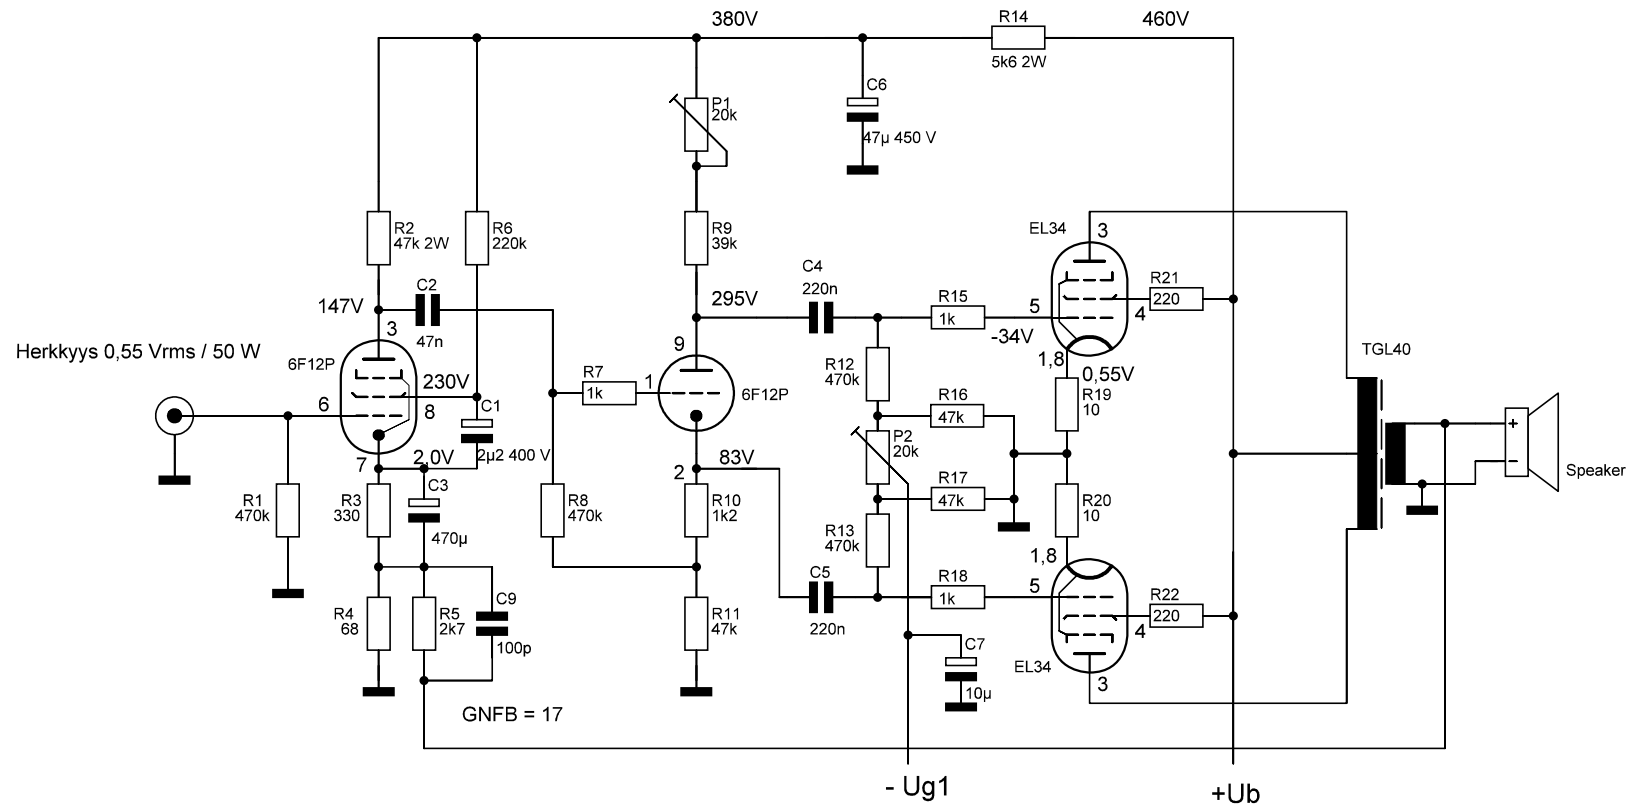 380V
R14
460V
5k6 2W
C6
47µ 450 V
P1
20k
R2
47k 2W
R6
220k
R9
39k
EL34
3
C4
220n
R21
220
147V
C2
47n
295V
R15
1k
5
4
-34V
3
Herkkyys 0,55 Vrms / 50 W
6F12P
230V
8
6
7
2,0V
C1
2µ2 400 V
R7
1k
1
9
6F12P
R12
470k
1,8
0,55V
R19
10
TGL40
R16
47k
P2
20k
+
-
Speaker
2
83V
R1
470k
R3
330
C3
470µ
R8
470k
R10
1k2
R17
47k
R13
470k
R20
10
1,8
C5
220n
R18
1k
5
R22
220
4
R4
68
R5
2k7
C9
100p
R11
47k
C7
10µ
EL34
3
GNFB = 17
- Ug1
+Ub